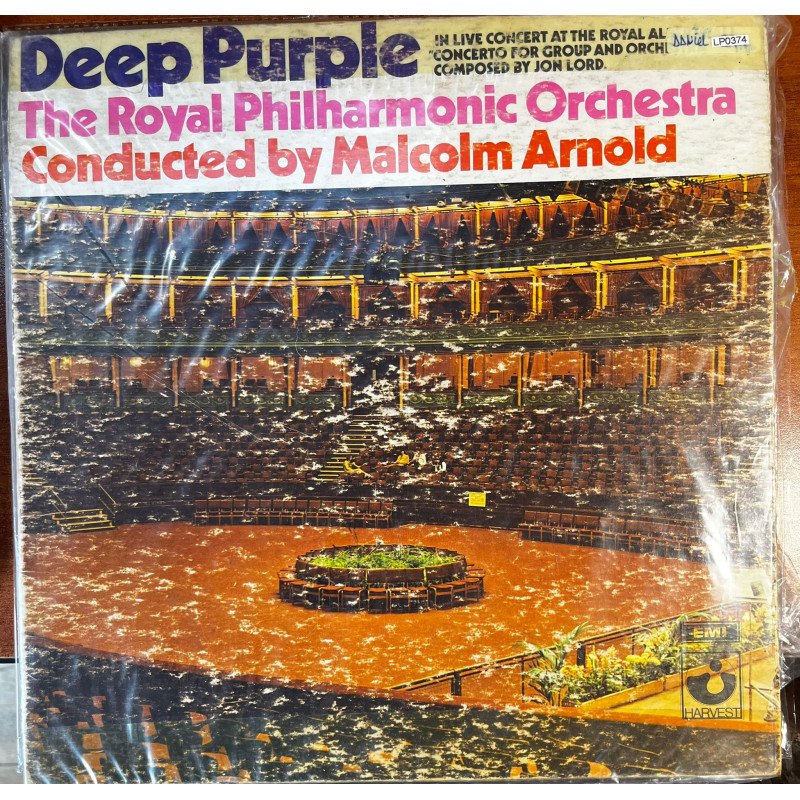 Deep Purple
IN LIVE CONCERT AT THE ROYAL AL
"CONCERTO FOR GROUP AND ORCH
COMPOSED BY JON LORD.
LP0374
The Royal Philharmonic Orchestra
Conducted by Malcolm Arnold
EMI
HARVEST